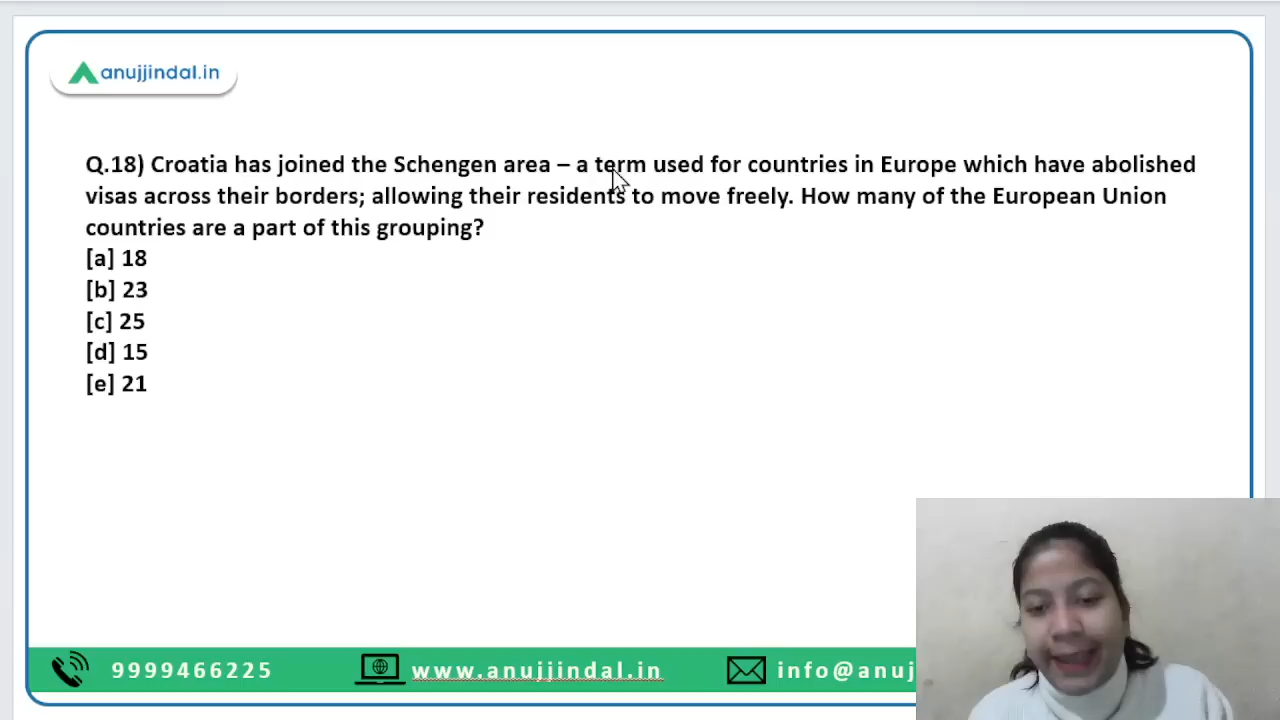 anujjindal.in
Q.18) Croatia has joined the Schengen area – a term used for countries in Europe which have abolished
visas across their borders; allowing their residents to move freely. How many of the European Union
countries are a part of this grouping?
[a] 18
[b] 23
[c] 25
[d] 15
[e] 21
9999466225 www.anujjindal.in info@anuj